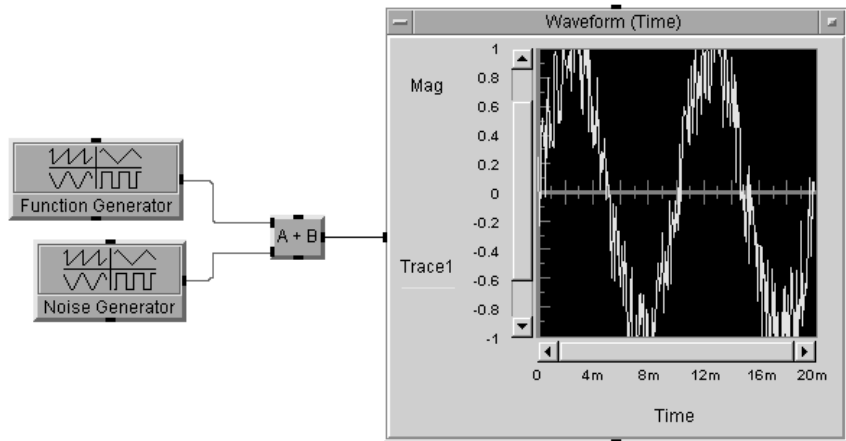 Waveform (Time)
Mag
Trace1
1
0.8
0.6
0.4
0.2
0
-0.2
-0.4
-0.6
-0.8
-1
0 4m 8m 12m 16m 20m
Time
Function Generator
A + B
Noise Generator